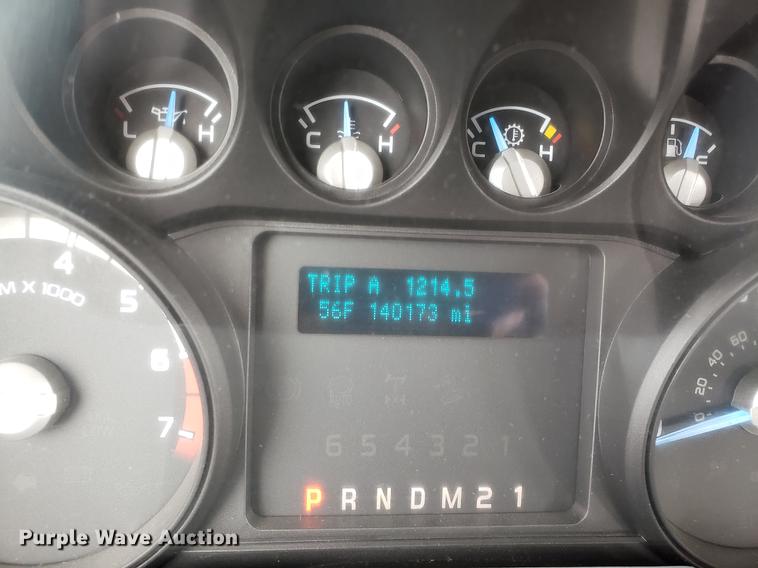 L H
C H
C H
F
4
5
6
7
M X 1000
TRIP A 1214.5
56F 140173 mi
0 20 40 60
6 5 4 3 2 1
P R N D M 2 1
Purple Wave Auction